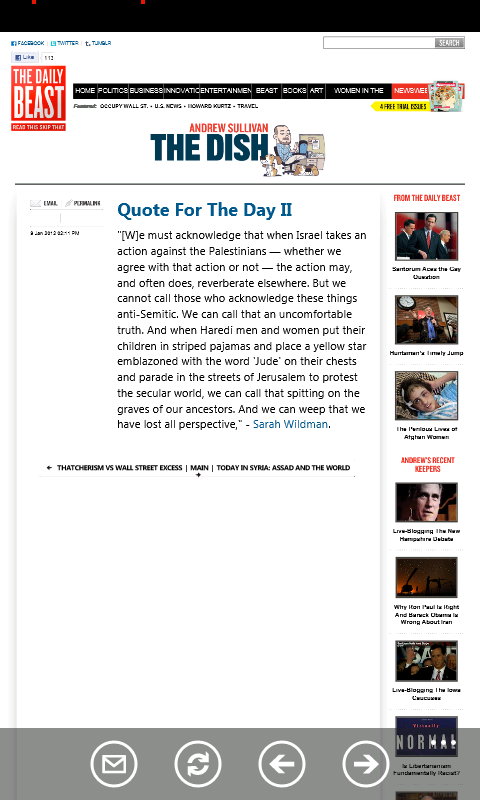 FACEBOOK | TWITTER | TUMBLR
SEARCH
Like 113
THE DAILY
BEAST
READ THIS SKIP THAT
HOME POLITICS BUSINESS INNOVATION ENTERTAINMEN BEAST BOOKS ART WOMEN IN THE NEWSWEE
Featured: OCCUPY WALL ST. • U.S. NEWS • HOWARD KURTZ • TRAVEL
4 FREE TRIAL ISSUES
ANDREW SULLIVAN
THE DISH
EMAIL PERMALINK
9 Jan 2012 02:11 PM
Quote For The Day II
"[W]e must acknowledge that when Israel takes an
action against the Palestinians — whether we
agree with that action or not — the action may,
and often does, reverberate elsewhere. But we
cannot call those who acknowledge these things
anti-Semitic. We can call that an uncomfortable
truth. And when Haredi men and women put their
children in striped pajamas and place a yellow star
emblazoned with the word 'Jude' on their chests
and parade in the streets of Jerusalem to protest
the secular world, we can call that spitting on the
graves of our ancestors. And we can weep that we
have lost all perspective," - Sarah Wildman.
← THATCHERISM VS WALL STREET EXCESS | MAIN | TODAY IN SYRIA: ASSAD AND THE WORLD
→
FROM THE DAILY BEAST
Santorum Aces the Gay
Question
Huntsman's Timely Jump
The Perilous Lives of
Afghan Women
ANDREW'S RECENT
KEEPERS
Live-Blogging The New
Hampshire Debate
Why Ron Paul Is Right
And Barack Obama Is
Wrong About Iran
Live-Blogging The Iowa
Caucuses
Virtually
NORMAL
Is Libertarianism
Fundamentally Racist?